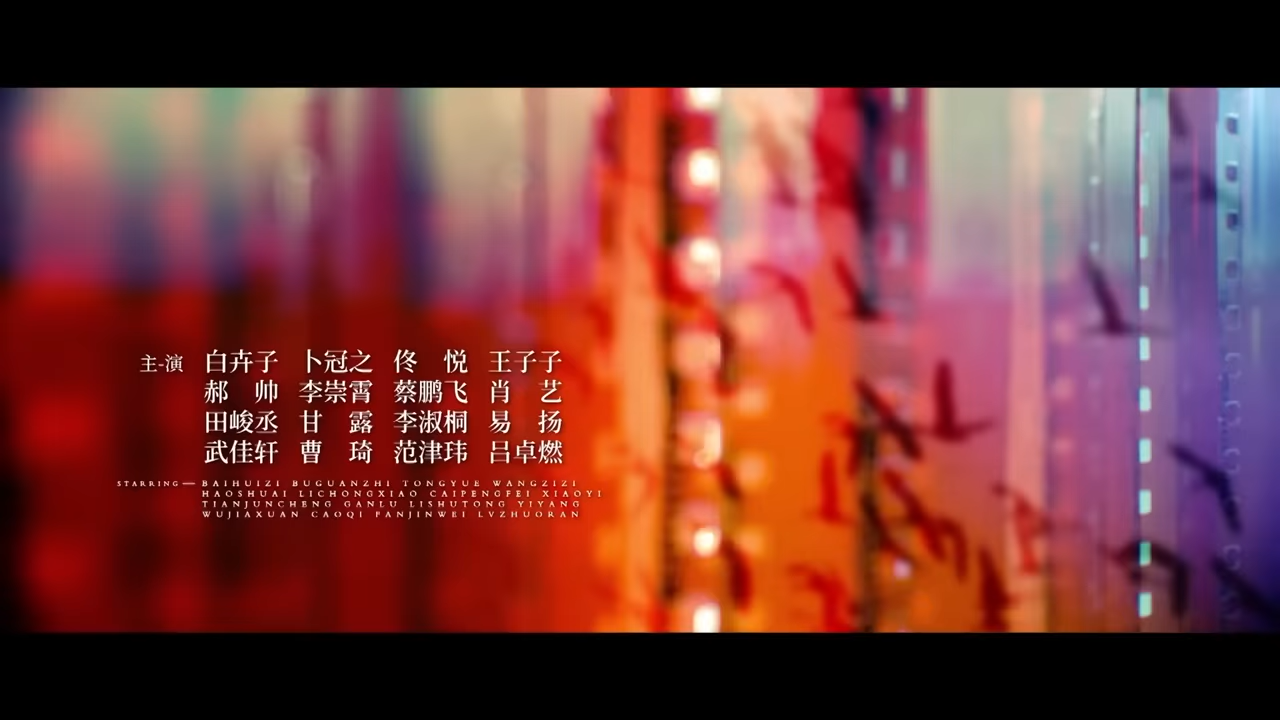 主-演 白卉子 卜冠之 佟 悦 王子子
郝 帅 李崇霄 蔡鹏飞 肖 艺
田峻丞 甘 露 李淑桐 易 扬
武佳轩 曹 琦 范津玮 吕卓燃
STARRING — BAIHUIZI BUGUANZHI TONGYUE WANGZIZI
HAOSHUAI LICHONGXIAO CAIPENGFEI XIAOYI
TIANJUNCHENG GANLU LISHUTONG YIYANG
WUJIAXUAN CAOQI FANJINWEI LVZHUORAN